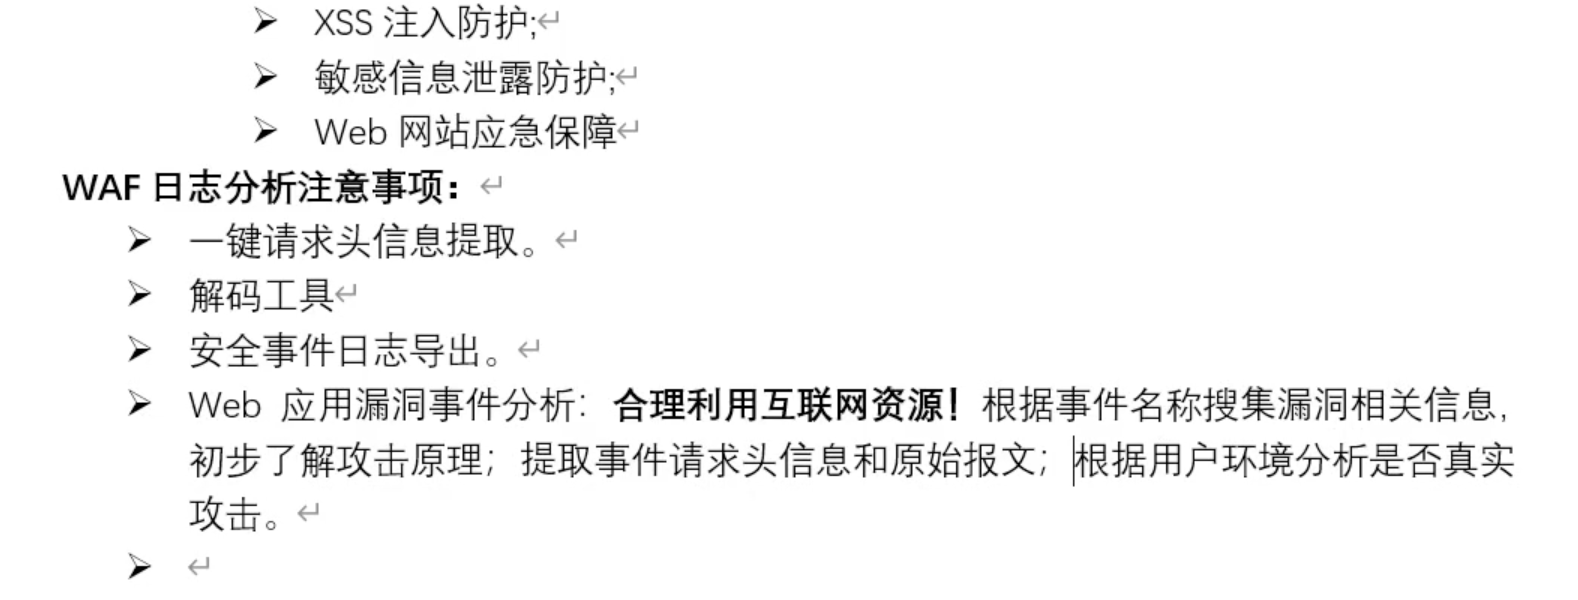 ➢ XSS 注入防护;
➢ 敏感信息泄露防护;
➢ Web 网站应急保障
WAF 日志分析注意事项：
➢ 一键请求头信息提取。
➢ 解码工具
➢ 安全事件日志导出。
➢ Web 应用漏洞事件分析：合理利用互联网资源！根据事件名称搜集漏洞相关信息，
初步了解攻击原理；提取事件请求头信息和原始报文；根据用户环境分析是否真实
攻击。
➢